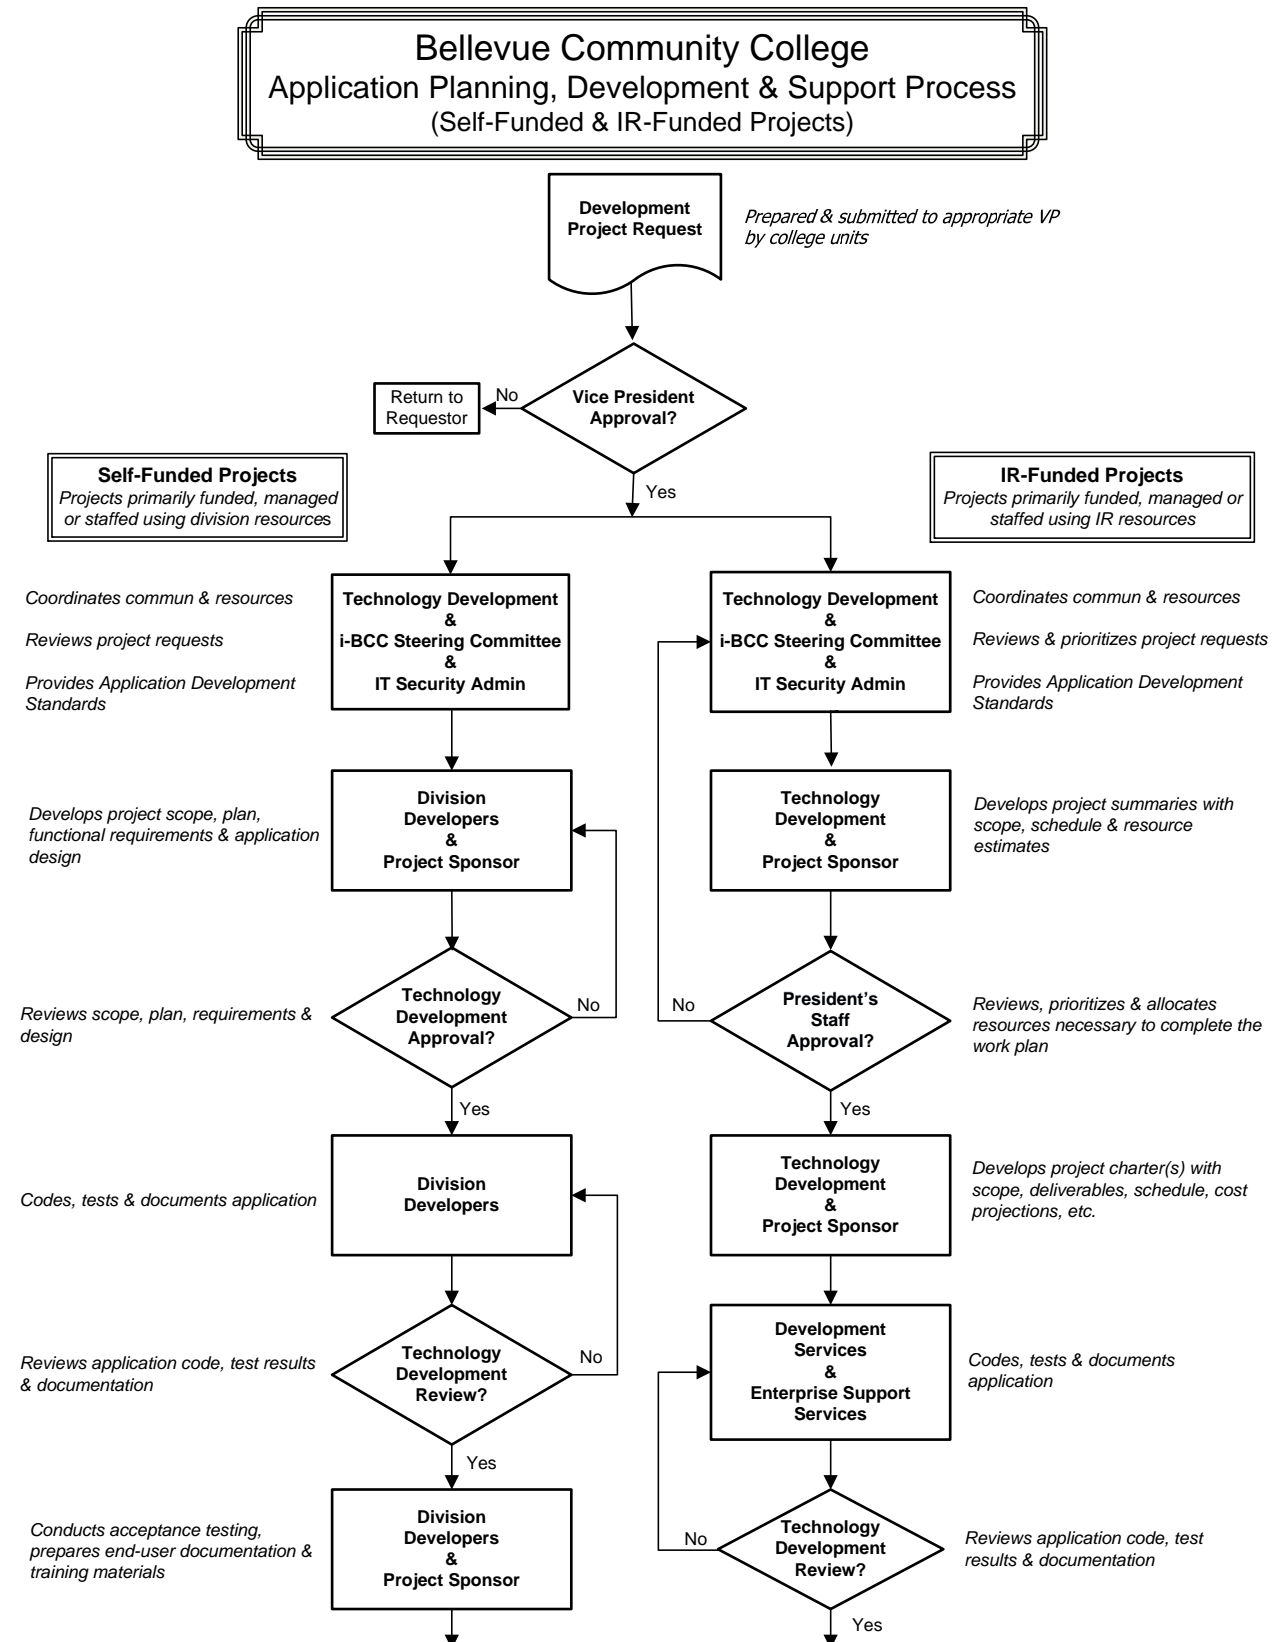 Bellevue Community College
Application Planning, Development & Support Process
(Self-Funded & IR-Funded Projects)
Development
Project Request
Prepared & submitted to appropriate VP
by college units
Vice President
Approval?
No
Return to
Requestor
Yes
Self-Funded Projects
Projects primarily funded, managed
or staffed using division resources
IR-Funded Projects
Projects primarily funded, managed or
staffed using IR resources
Coordinates commun & resources
Reviews project requests
Provides Application Development
Standards
Technology Development
&
i-BCC Steering Committee
&
IT Security Admin
Technology Development
&
i-BCC Steering Committee
&
IT Security Admin
Coordinates commun & resources
Reviews & prioritizes project requests
Provides Application Development
Standards
Develops project scope, plan,
functional requirements & application
design
Division
Developers
&
Project Sponsor
Technology
Development
&
Project Sponsor
Develops project summaries with
scope, schedule & resource
estimates
Reviews scope, plan, requirements &
design
Technology
Development
Approval?
No
No
President's
Staff
Approval?
Reviews, prioritizes & allocates
resources necessary to complete the
work plan
Yes
Yes
Codes, tests & documents application
Division
Developers
Technology
Development
&
Project Sponsor
Develops project charter(s) with
scope, deliverables, schedule, cost
projections, etc.
Reviews application code, test results
& documentation
Technology
Development
Review?
No
Development
Services
&
Enterprise Support
Services
Codes, tests & documents
application
Yes
Conducts acceptance testing,
prepares end-user documentation &
training materials
Division
Developers
&
Project Sponsor
No
Technology
Development
Review?
Reviews application code, test
results & documentation
Yes